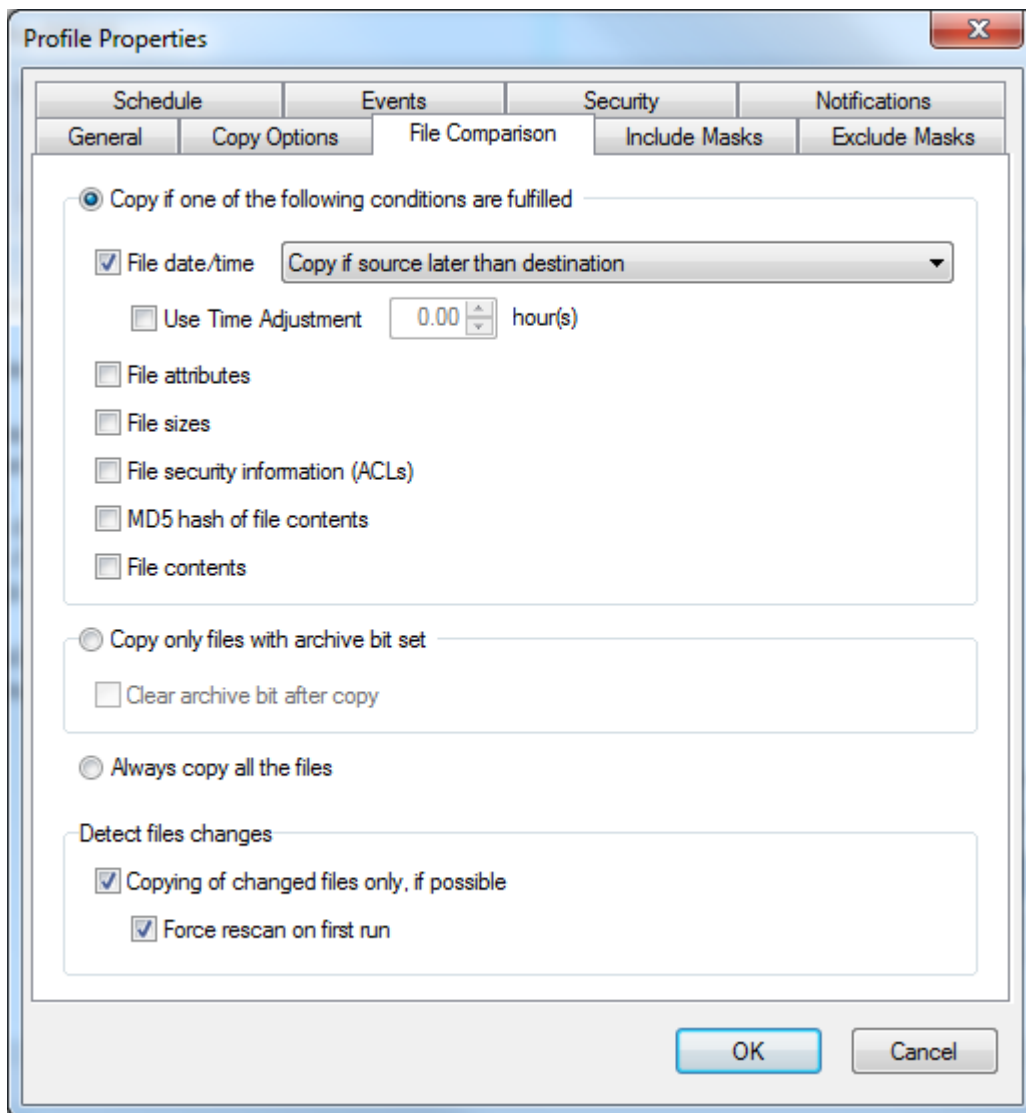 Profile Properties
Schedule Events Security Notifications
General Copy Options File Comparison Include Masks Exclude Masks
Copy if one of the following conditions are fulfilled
File date/time Copy if source later than destination
Use Time Adjustment 0.00 hour(s)
File attributes
File sizes
File security information (ACLs)
MD5 hash of file contents
File contents
Copy only files with archive bit set
Clear archive bit after copy
Always copy all the files
Detect files changes
Copying of changed files only, if possible
Force rescan on first run
OK Cancel